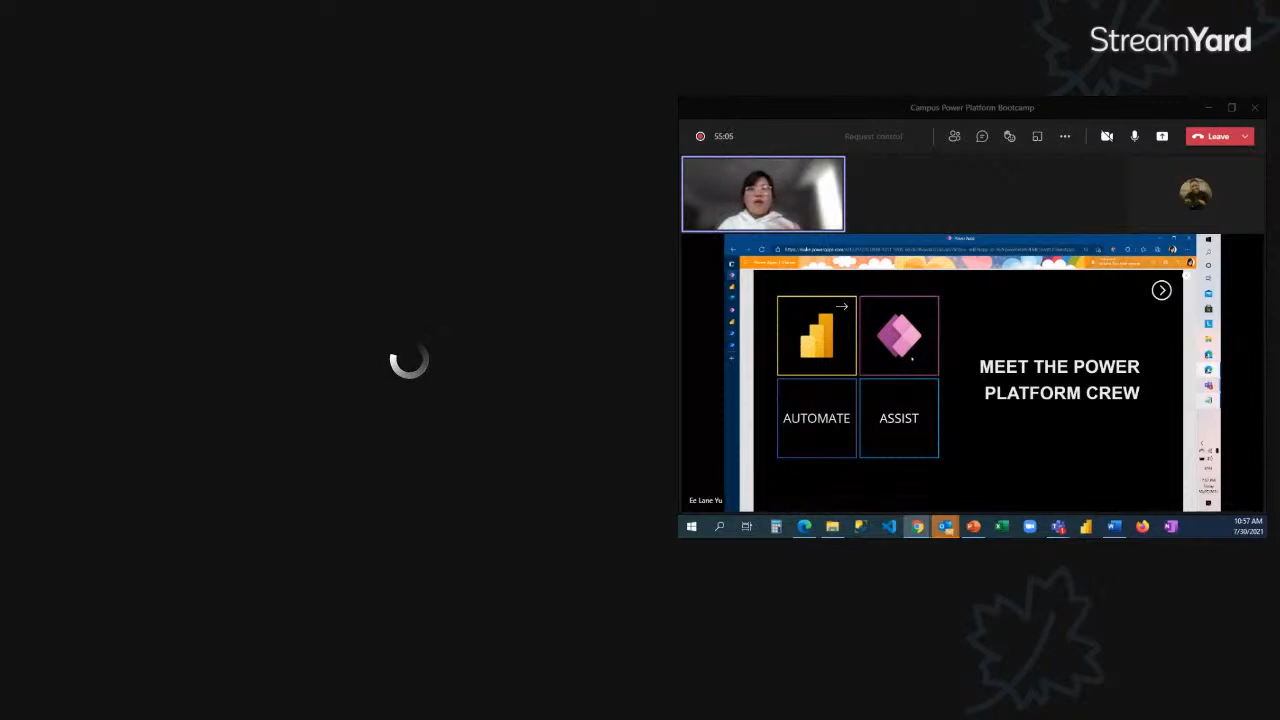 StreamYard
Campus Power Platform Bootcamp
55:05
Request control
Leave
MEET THE POWER
PLATFORM CREW
AUTOMATE
ASSIST
Ee Lane Yu
10:57 AM
7/30/2021